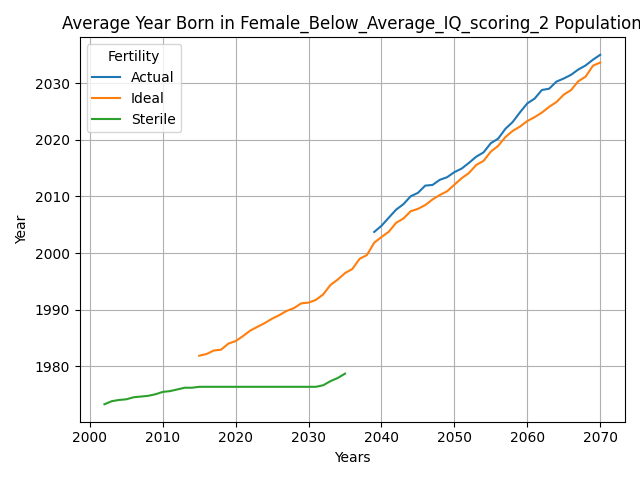 Average Year Born in Female_Below_Average_IQ_scoring_2 Population
Fertility
Actual
Ideal
Sterile
2030
2020
2010
2000
1990
1980
Year
2000 2010 2020 2030 2040 2050 2060 2070
Years